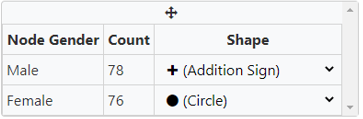 Node Gender Count Shape
Male 78 ✚ (Addition Sign)
Female 76 ● (Circle)